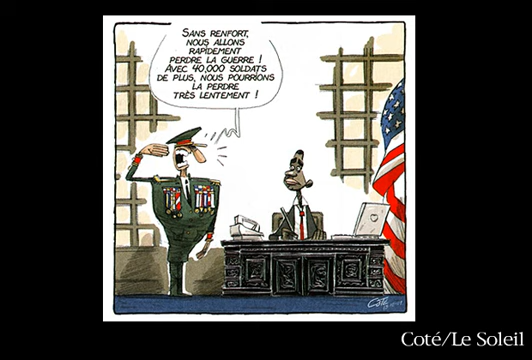 SANS RENFORT,
NOUS ALLONS
RAPIDEMENT
PERDRE LA GUERRE !
AVEC 40,000 SOLDATS
DE PLUS, NOUS POURRIONS
LA PERDRE
TRÈS LENTEMENT !
COTÉ
Coté/Le Soleil